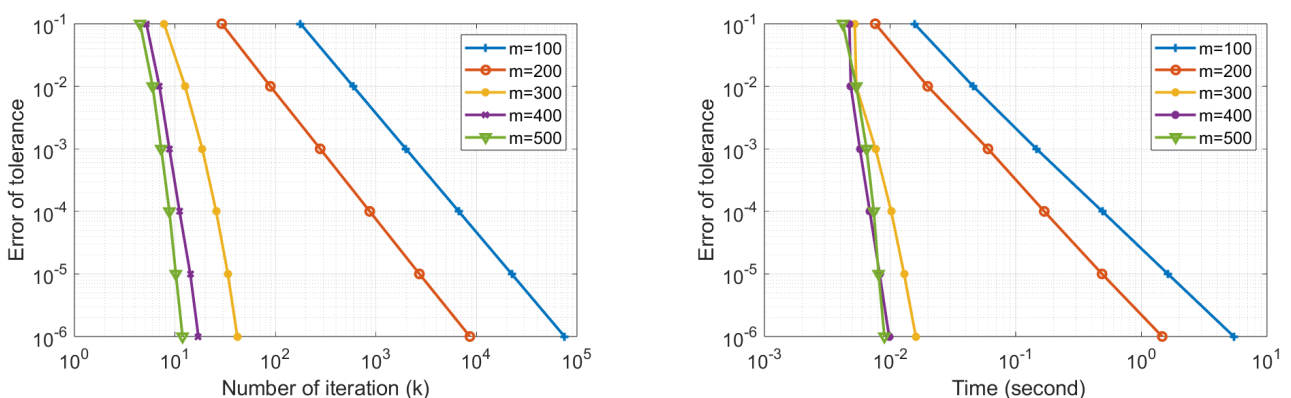 10^-1
10^-2
10^-3
10^-4
10^-5
10^-6
Error of tolerance
10^0 10^1 10^2 10^3 10^4 10^5
Number of iteration (k)
m=100
m=200
m=300
m=400
m=500
10^-1
10^-2
10^-3
10^-4
10^-5
10^-6
Error of tolerance
10^-3 10^-2 10^-1 10^0 10^1
Time (second)
m=100
m=200
m=300
m=400
m=500